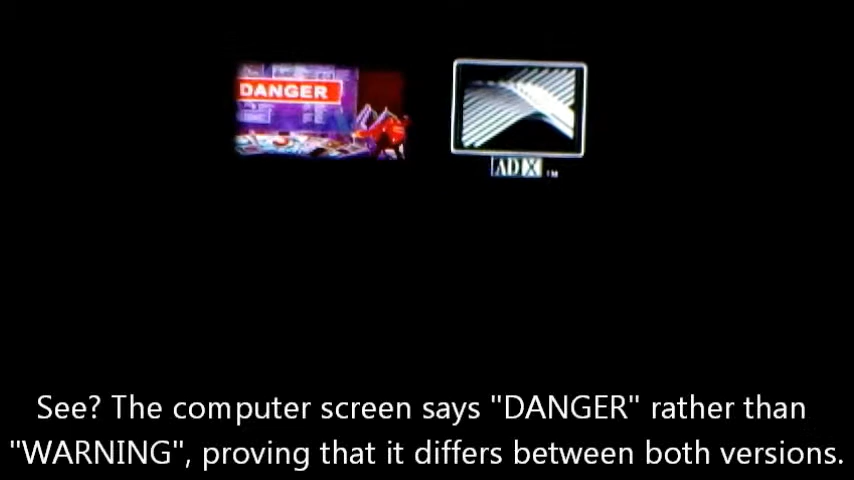 DANGER
ADX ™
See? The computer screen says "DANGER" rather than
"WARNING", proving that it differs between both versions.